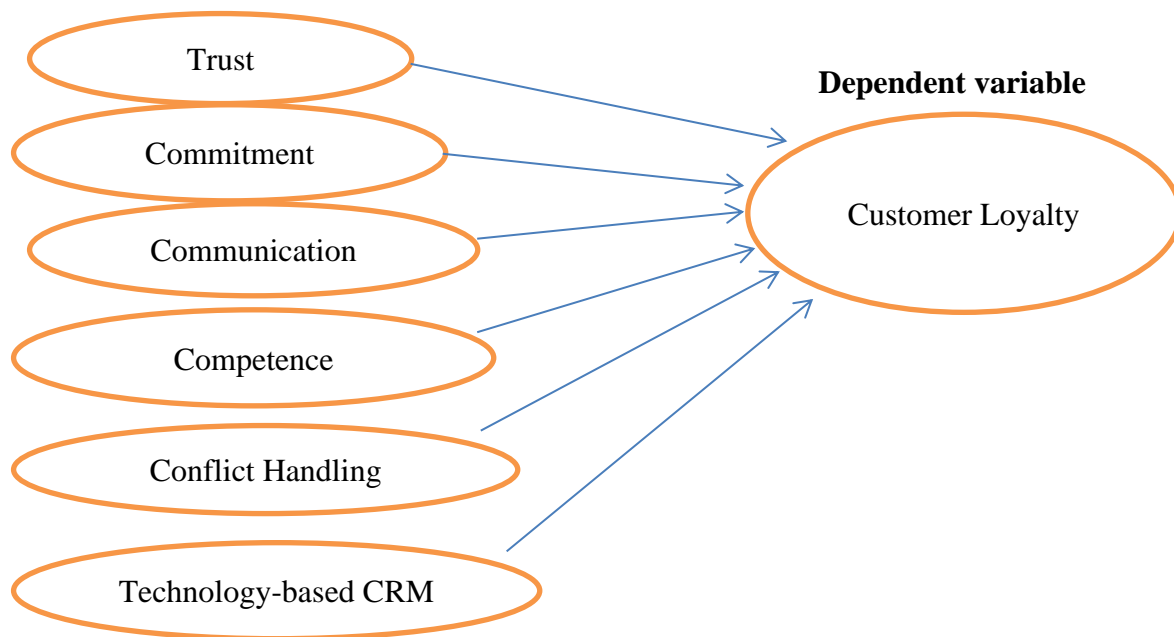 Trust
Dependent variable
Commitment
Customer Loyalty
Communication
Competence
Conflict Handling
Technology-based CRM